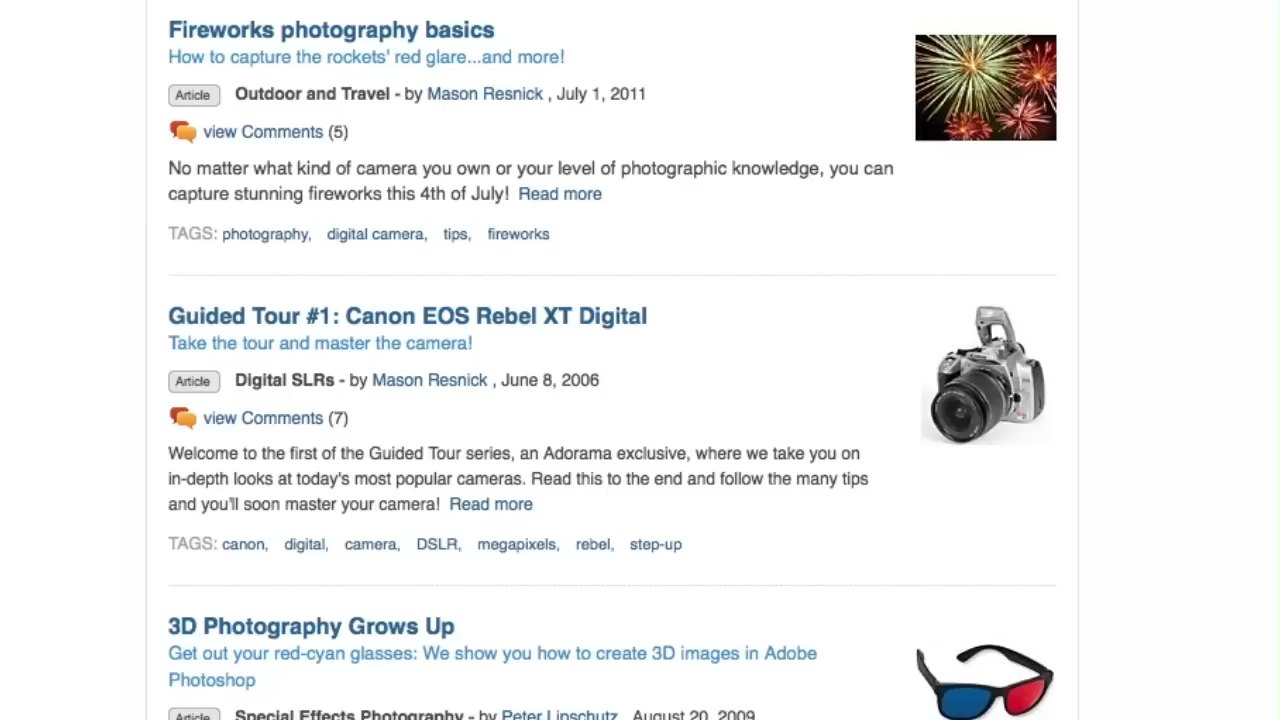 Fireworks photography basics
How to capture the rockets' red glare...and more!
Article Outdoor and Travel - by Mason Resnick , July 1, 2011
view Comments (5)
No matter what kind of camera you own or your level of photographic knowledge, you can
capture stunning fireworks this 4th of July! Read more
TAGS: photography, digital camera, tips, fireworks
Guided Tour #1: Canon EOS Rebel XT Digital
Take the tour and master the camera!
Article Digital SLRs - by Mason Resnick , June 8, 2006
view Comments (7)
Welcome to the first of the Guided Tour series, an Adorama exclusive, where we take you on
in-depth looks at today's most popular cameras. Read this to the end and follow the many tips
and you'll soon master your camera! Read more
TAGS: canon, digital, camera, DSLR, megapixels, rebel, step-up
3D Photography Grows Up
Get out your red-cyan glasses: We show you how to create 3D images in Adobe
Photoshop
Article Special Effects Photography - by Peter Lipschutz , August 20, 2009